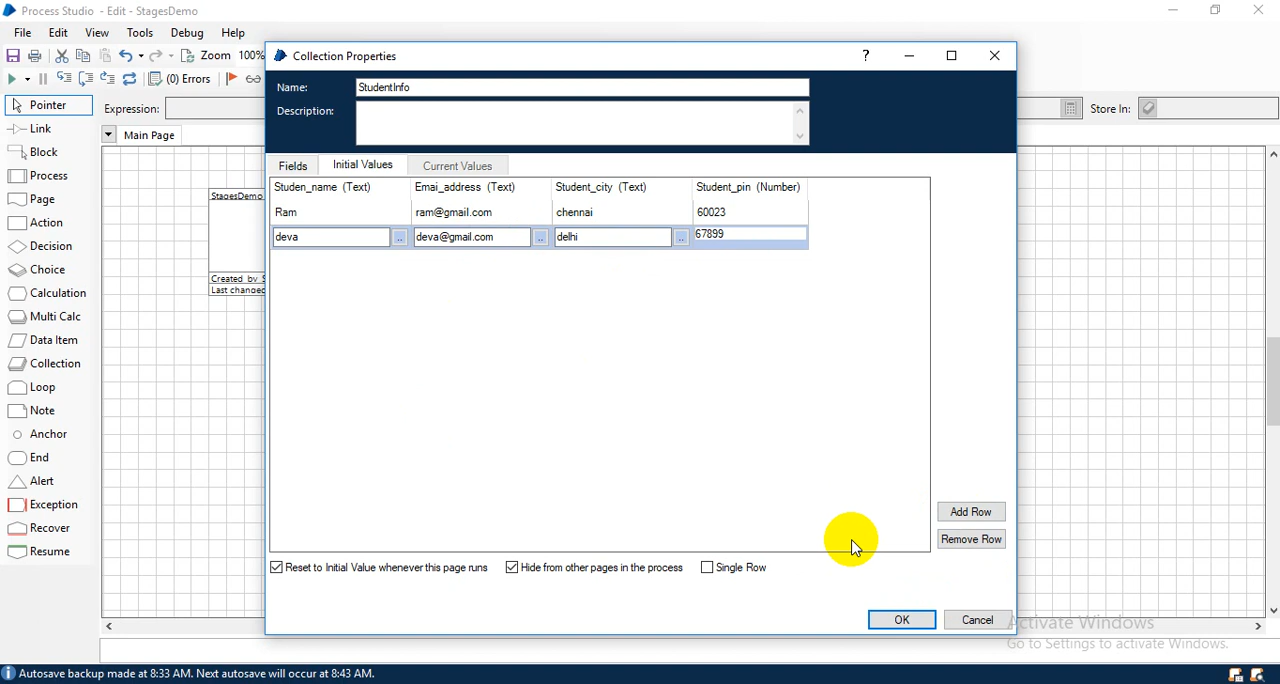 Process Studio - Edit - StagesDemo
File Edit View Tools Debug Help
Zoom 100%
(0) Errors
Expression:
Store In:
Main Page
Pointer
Link
Block
Process
Page
Action
Decision
Choice
Calculation
Multi Calc
Data Item
Collection
Loop
Note
Anchor
End
Alert
Exception
Recover
Resume
StagesDemo
Created by S
Last changed
Collection Properties
?
Name: StudentInfo
Description:
Fields Initial Values Current Values
Studen_name (Text) Emai_address (Text) Student_city (Text) Student_pin (Number)
Ram ram@gmail.com chennai 60023
deva ... deva@gmail.com ... delhi ... 67899
Add Row
Remove Row
Reset to Initial Value whenever this page runs Hide from other pages in the process Single Row
OK Cancel
Activate Windows
Go to Settings to activate Windows.
Autosave backup made at 8:33 AM. Next autosave will occur at 8:43 AM.